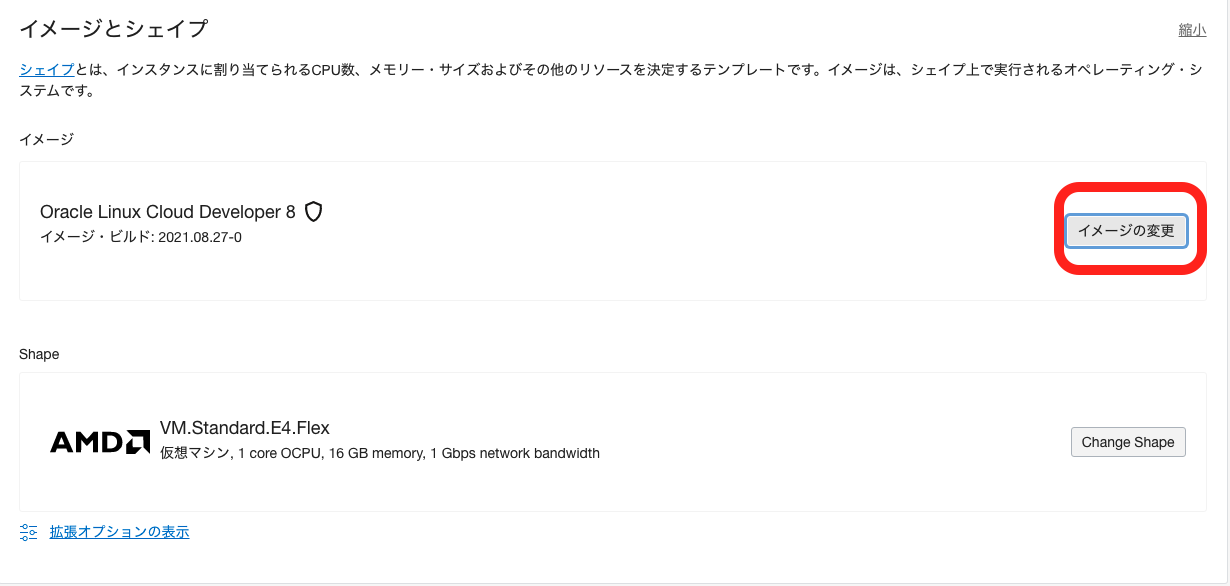 イメージとシェイプ
縮小
シェイプとは、インスタンスに割り当てられるCPU数、メモリー・サイズおよびその他のリソースを決定するテンプレートです。イメージは、シェイプ上で実行されるオペレーティング・シ
ステムです。
イメージ
Oracle Linux Cloud Developer 8
イメージ・ビルド: 2021.08.27-0
イメージの変更
Shape
AMD
VM.Standard.E4.Flex
仮想マシン, 1 core OCPU, 16 GB memory, 1 Gbps network bandwidth
Change Shape
拡張オプションの表示